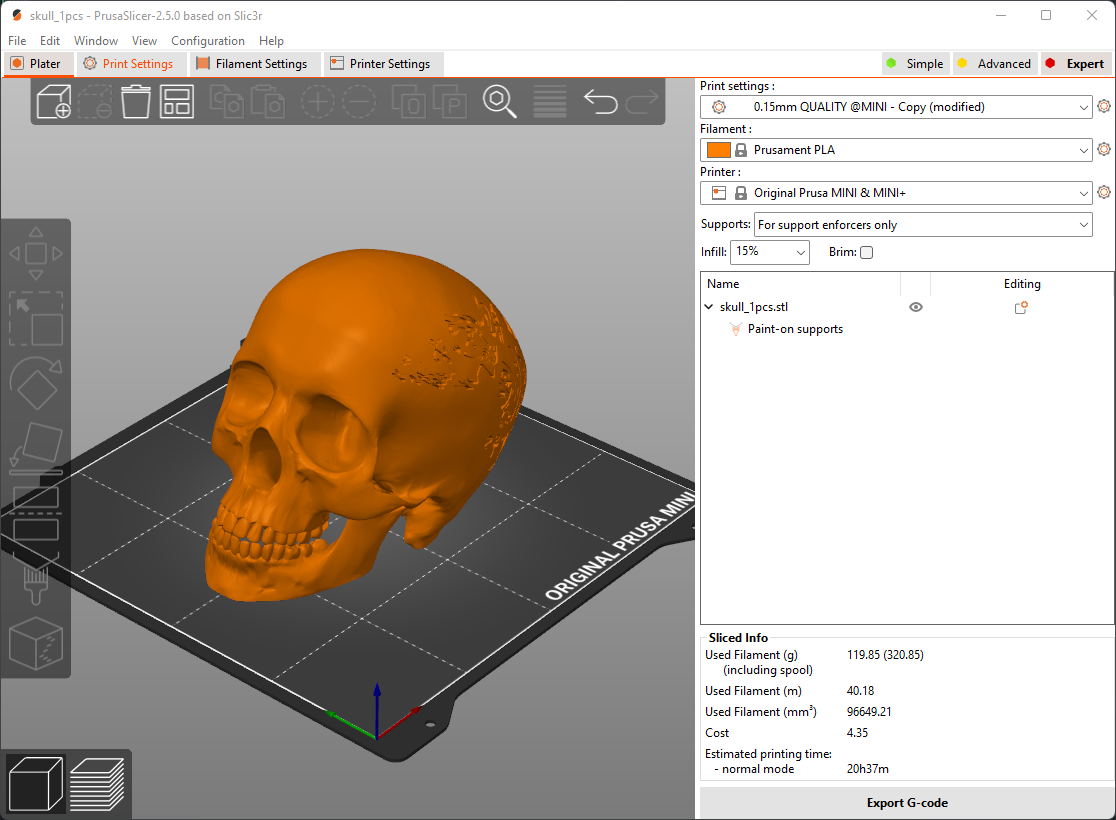 skull_1pcs - PrusaSlicer-2.5.0 based on Slic3r
File Edit Window View Configuration Help
Plater Print Settings Filament Settings Printer Settings Simple Advanced Expert
Print settings :
0.15mm QUALITY @MINI - Copy (modified)
Filament :
Prusament PLA
Printer :
Original Prusa MINI & MINI+
Supports: For support enforcers only
Infill: 15% Brim:
Name Editing
skull_1pcs.stl
Paint-on supports
ORIGINAL PRUSA MINI
Sliced Info
Used Filament (g) 119.85 (320.85)
(including spool)
Used Filament (m) 40.18
Used Filament (mm³) 96649.21
Cost 4.35
Estimated printing time:
- normal mode 20h37m
Export G-code